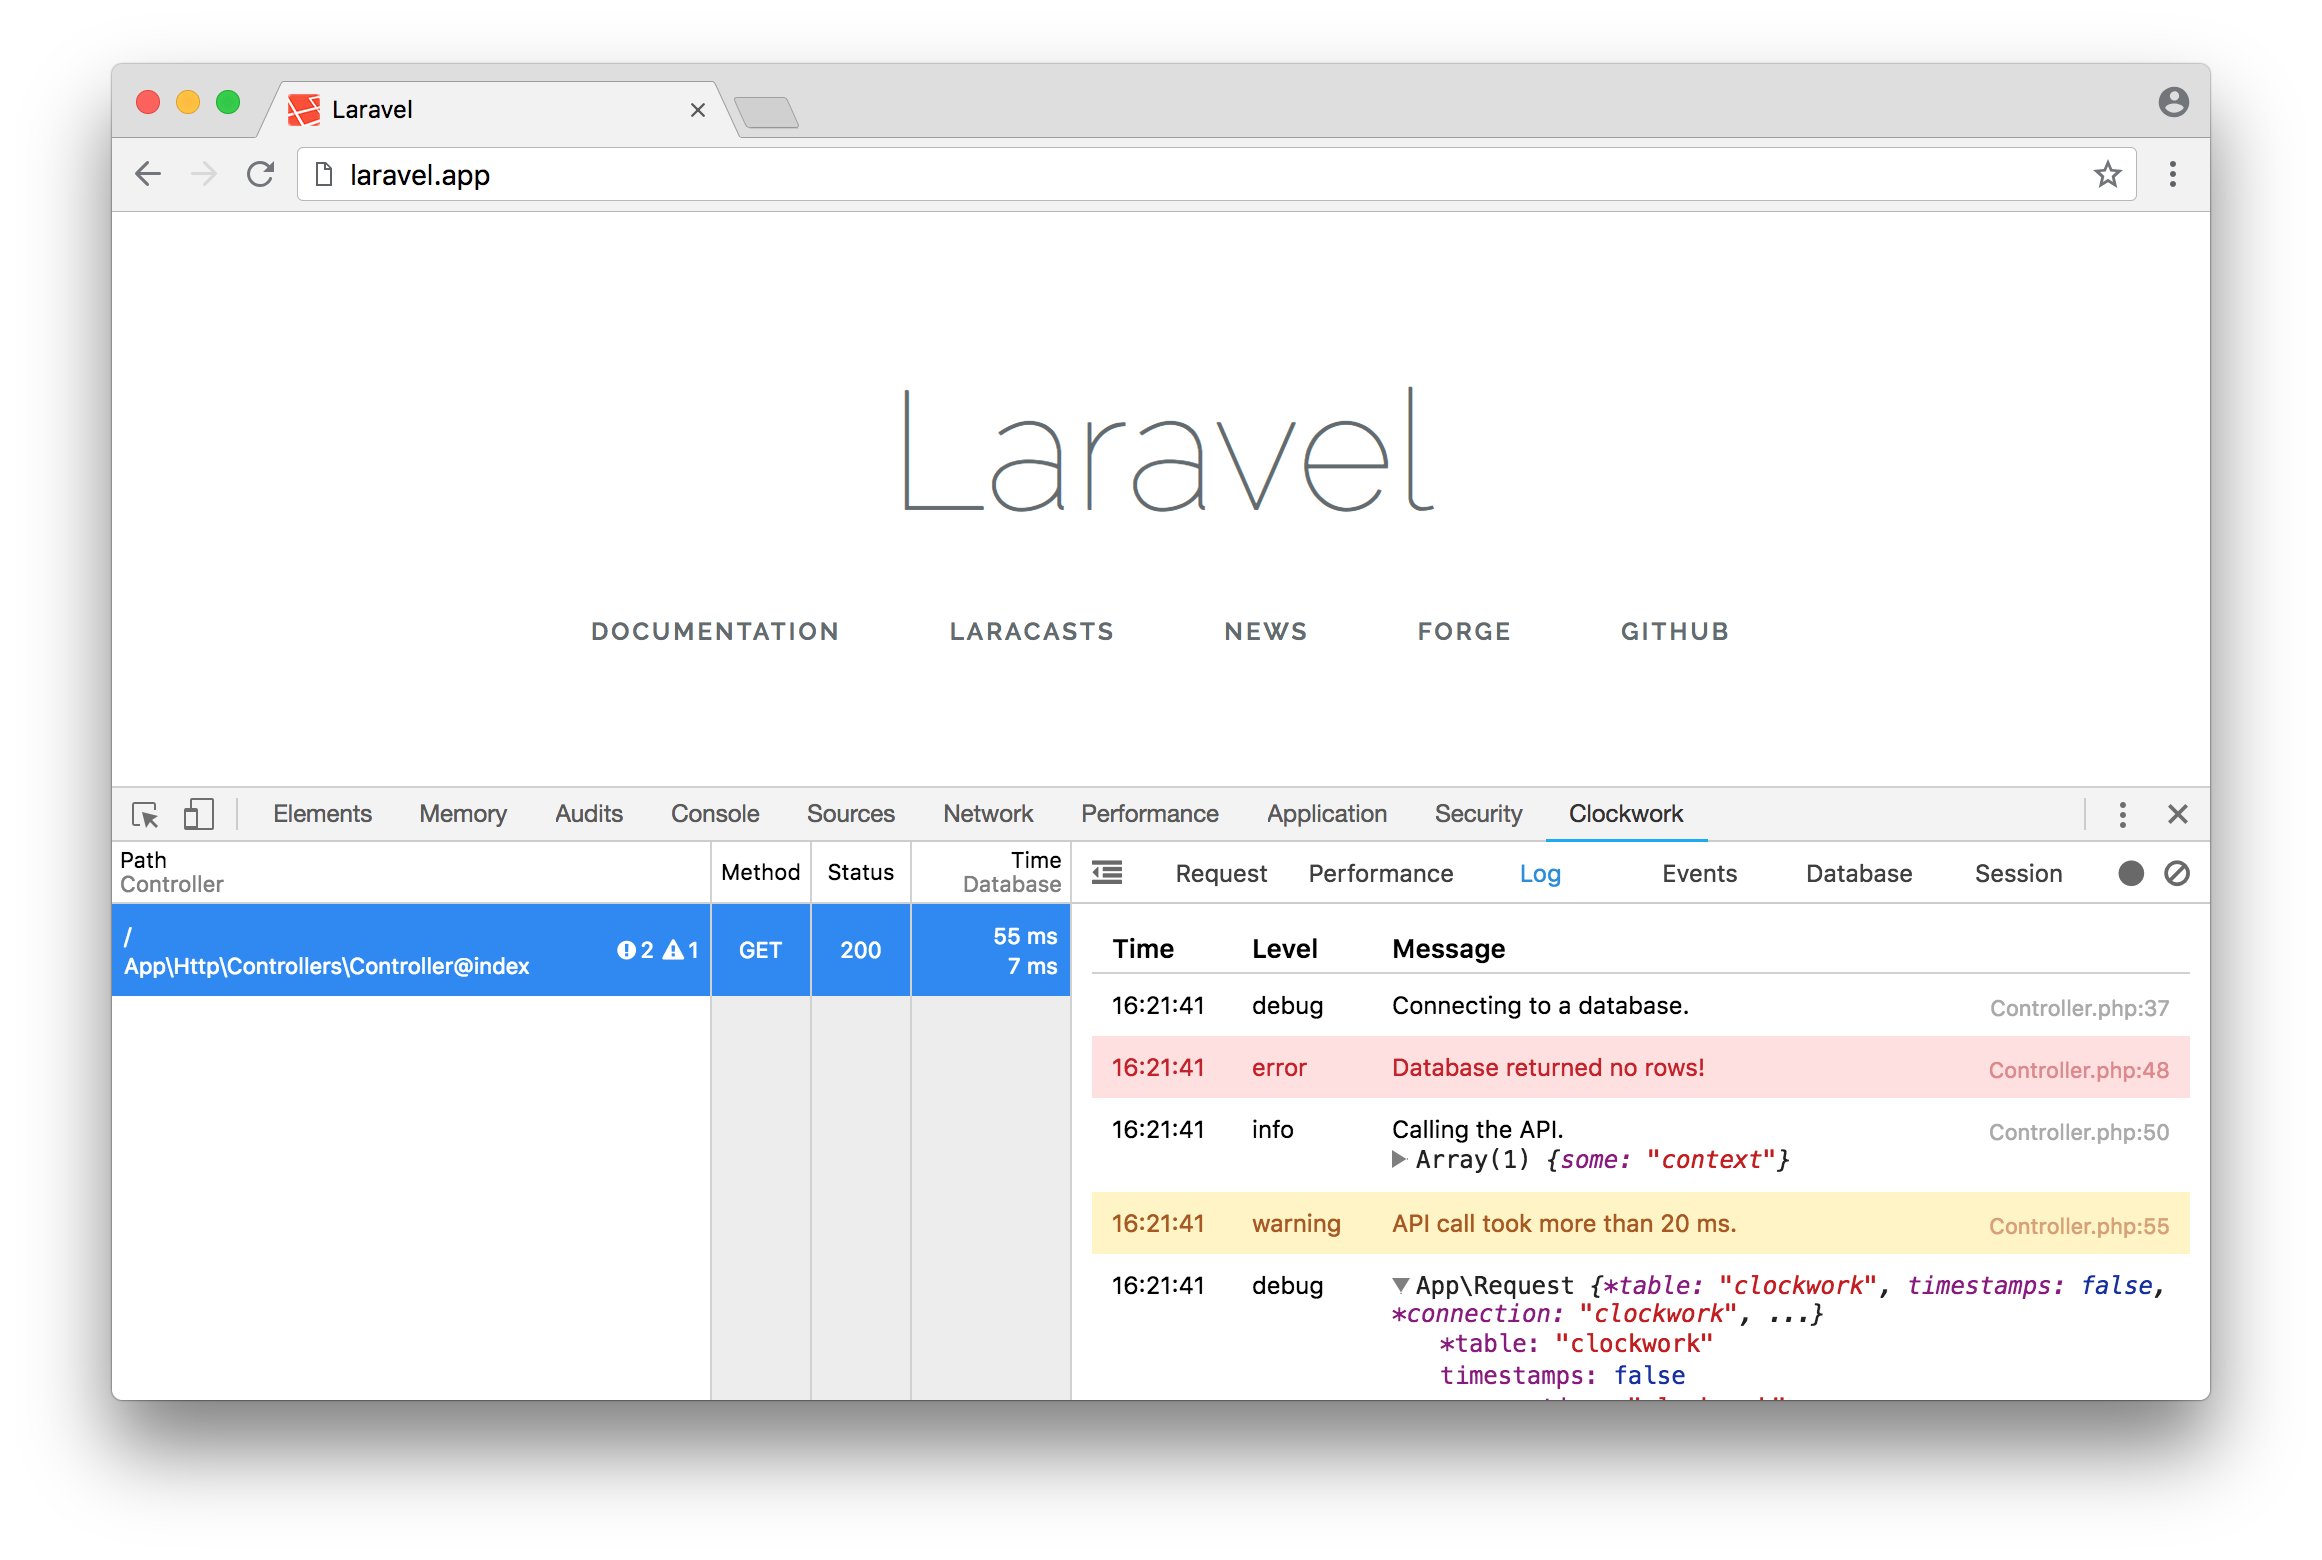 Laravel
laravel.app
Laravel
DOCUMENTATION LARACASTS NEWS FORGE GITHUB
Elements Memory Audits Console Sources Network Performance Application Security Clockwork
Path
Controller
Method Status
Time
Database
Request Performance Log Events Database Session
/
App\Http\Controllers\Controller@index
2 1
GET 200
55 ms
7 ms
Time Level Message
16:21:41 debug Connecting to a database. Controller.php:37
16:21:41 error Database returned no rows! Controller.php:48
16:21:41 info Calling the API. Controller.php:50
Array(1) {some: "context"}
16:21:41 warning API call took more than 20 ms. Controller.php:55
16:21:41 debug App\Request {*table: "clockwork", timestamps: false,
*connection: "clockwork", ...}
*table: "clockwork"
timestamps: false